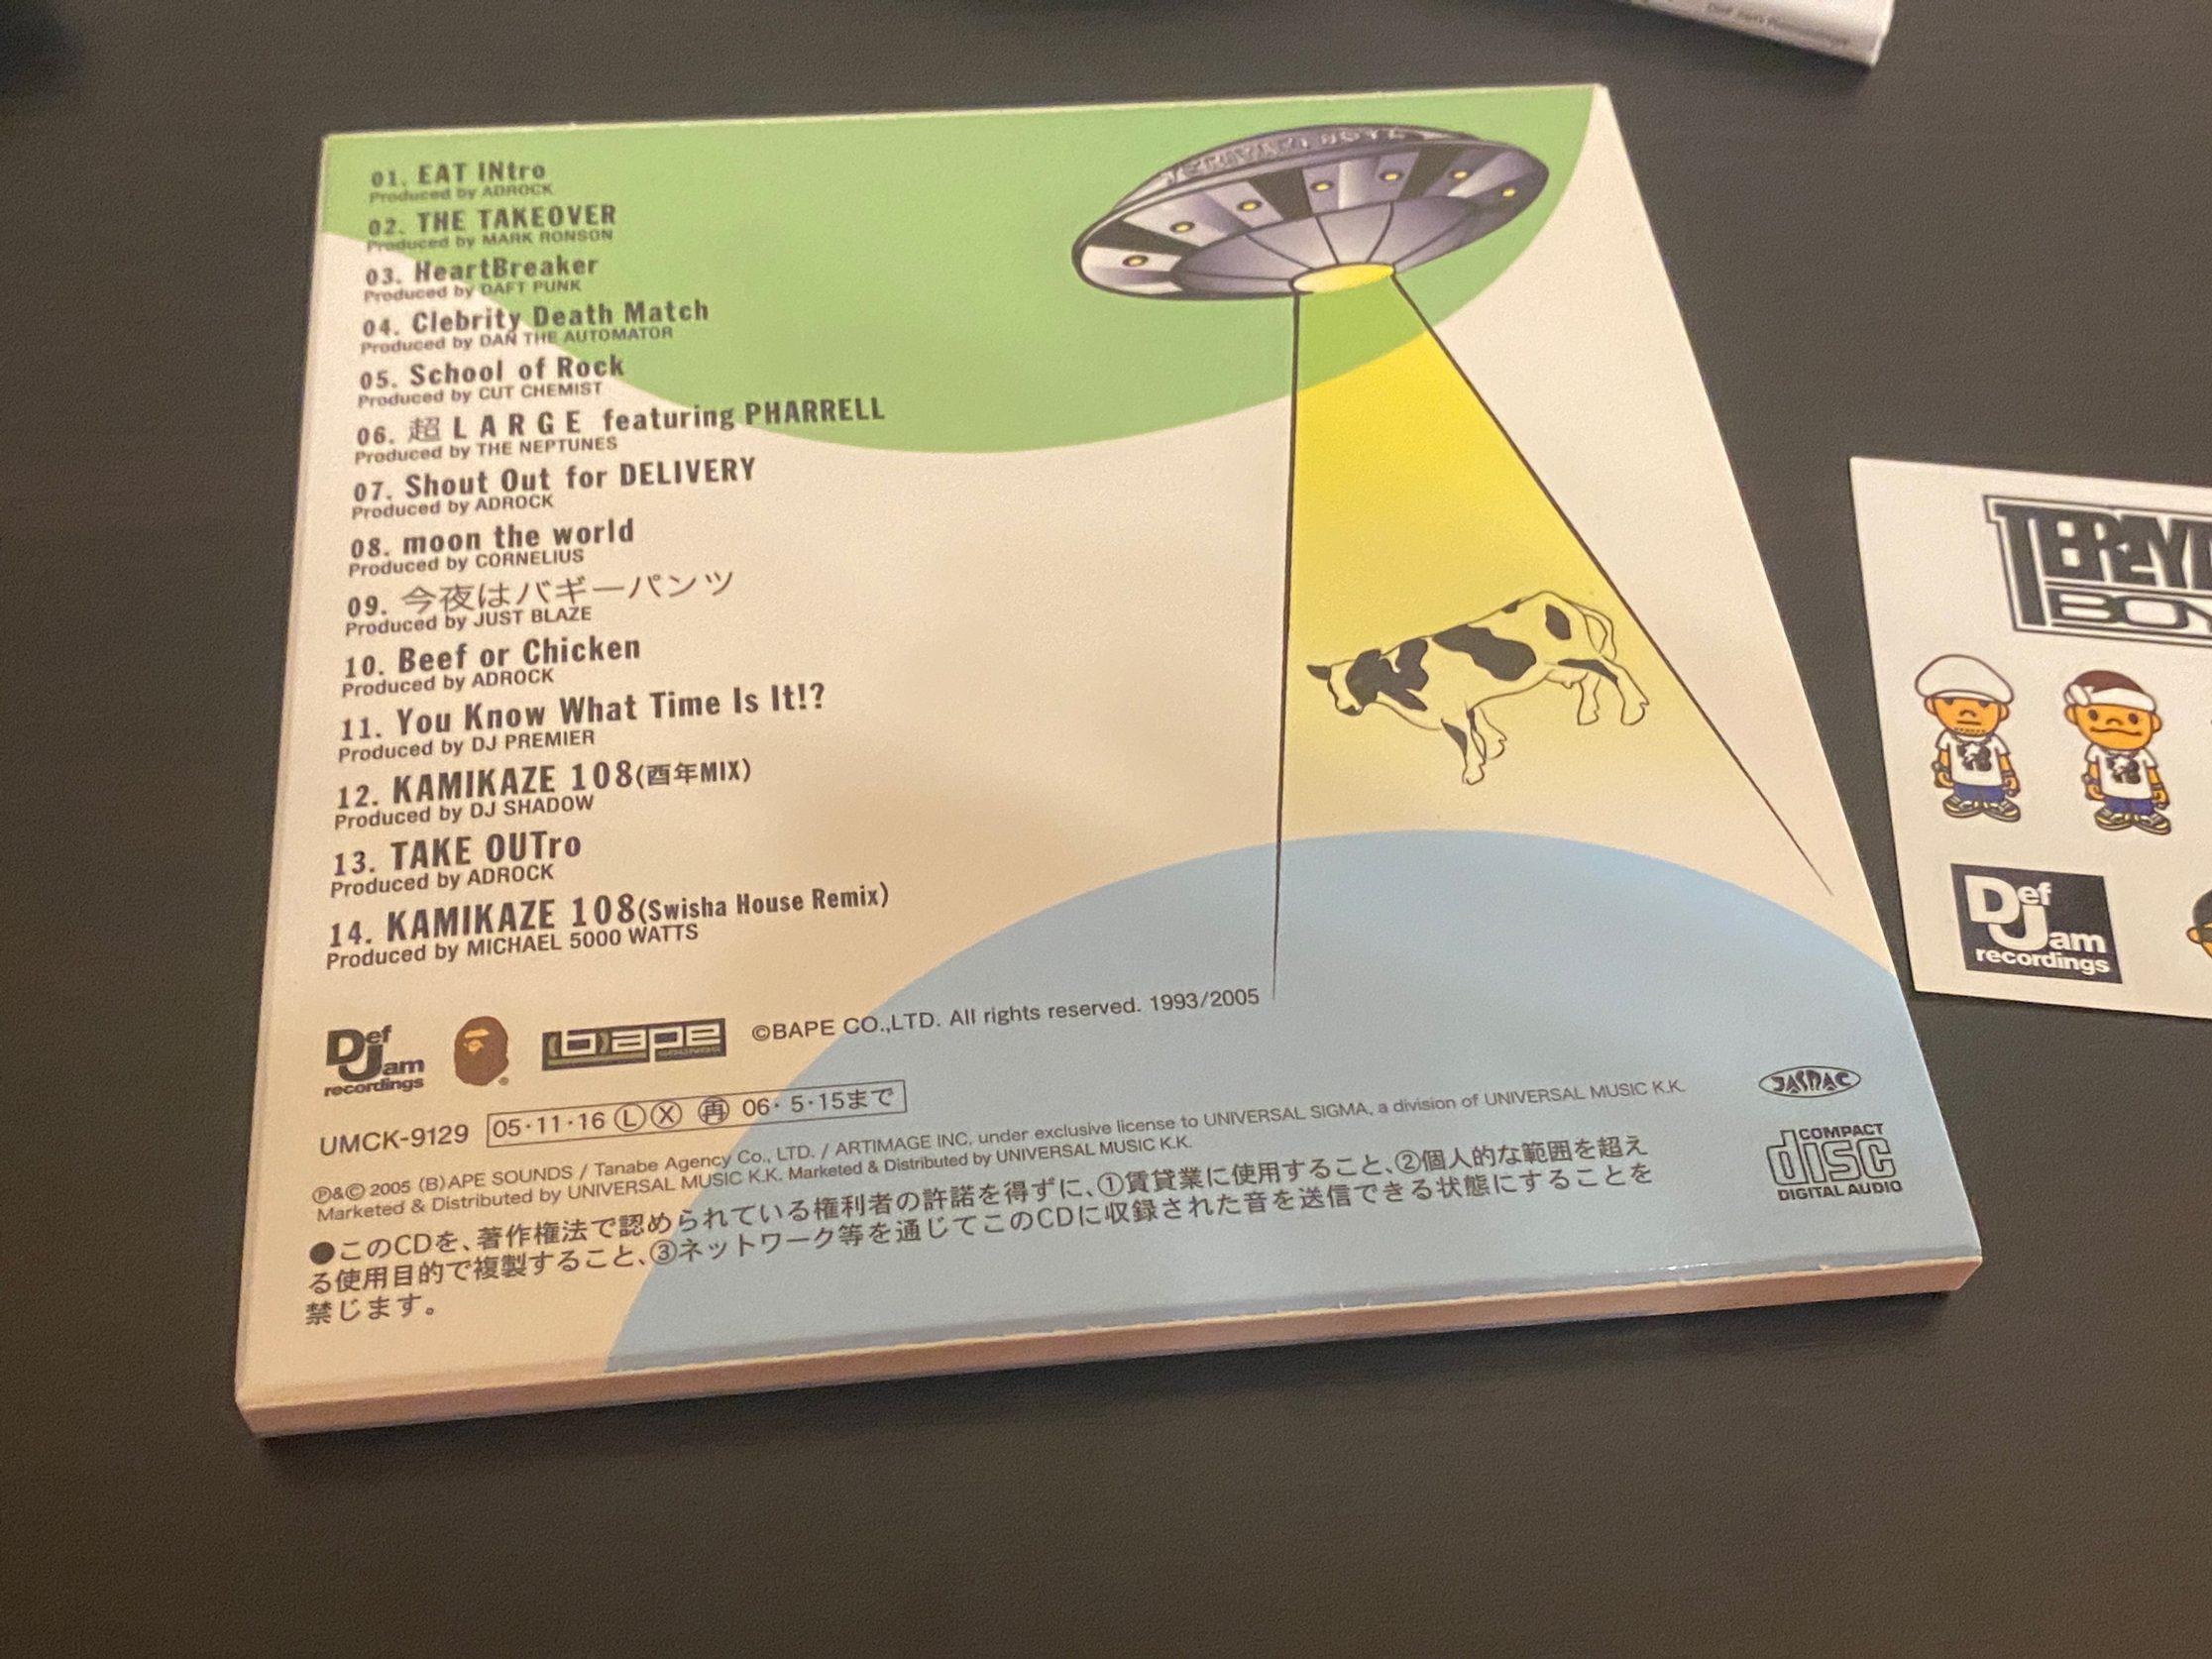 01. EAT INtro
Produced by ADROCK
02. THE TAKEOVER
Produced by MARK RONSON
03. HeartBreaker
Produced by DAFT PUNK
04. Clebrity Death Match
Produced by DAN THE AUTOMATOR
05. School of Rock
Produced by CUT CHEMIST
06. 超 L A R G E featuring PHARRELL
Produced by THE NEPTUNES
07. Shout Out for DELIVERY
Produced by ADROCK
08. moon the world
Produced by CORNELIUS
09. 今夜はバギーパンツ
Produced by JUST BLAZE
10. Beef or Chicken
Produced by ADROCK
11. You Know What Time Is It!?
Produced by DJ PREMIER
12. KAMIKAZE 108(酉年MIX)
Produced by DJ SHADOW
13. TAKE OUTro
Produced by ADROCK
14. KAMIKAZE 108(Swisha House Remix)
Produced by MICHAEL 5000 WATTS
Def Jam recordings
(b)ape SOUNDS
©BAPE CO.,LTD. All rights reserved. 1993/2005
UMCK-9129 05·11·16 Ⓛ Ⓧ ㊢ 06· 5·15まで
Ⓟ&© 2005 (B)APE SOUNDS / Tanabe Agency Co., LTD. / ARTIMAGE INC. under exclusive license to UNIVERSAL SIGMA, a division of UNIVERSAL MUSIC K.K.
Marketed & Distributed by UNIVERSAL MUSIC K.K. Marketed & Distributed by UNIVERSAL MUSIC K.K.
●このCDを、著作権法で認められている権利者の許諾を得ずに、①賃貸業に使用すること、②個人的な範囲を超え
る使用目的で複製すること、③ネットワーク等を通じてこのCDに収録された音を送信できる状態にすることを
禁じます。
JASRAC
COMPACT
disc
DIGITAL AUDIO
TERIYAKI BOYZ
Def Jam
recordings